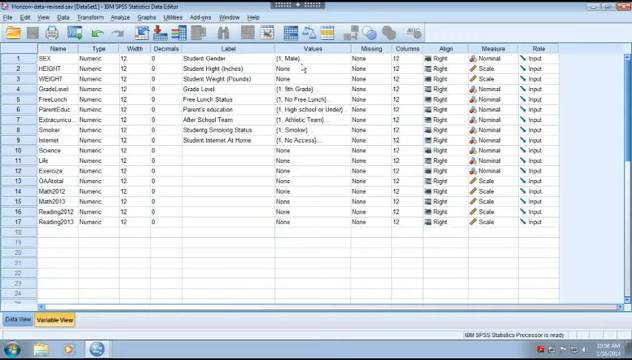 Horizon-data-revised.sav [DataSet1] - IBM SPSS Statistics Data Editor
File Edit View Data Transform Analyze Graphs Utilities Add-ons Window Help
Name Type Width Decimals Label Values Missing Columns Align Measure Role
1 SEX Numeric 12 0 Student Gender {1, Male}... None 12 Right Nominal Input
2 HEIGHT Numeric 12 0 Student Hight (Inches) None None 12 Right Scale Input
3 WEIGHT Numeric 12 0 Student Weight (Pounds) None None 12 Right Scale Input
4 GradeLevel Numeric 12 0 Grade Level {1, 9th Grade}... None 12 Right Nominal Input
5 FreeLunch Numeric 12 0 Free Lunch Status {1, No Free Lunch}... None 12 Right Nominal Input
6 ParentEduc... Numeric 12 0 Parent's education {1, High school or Under}... None 12 Right Nominal Input
7 Extracurricu... Numeric 12 0 After School Team {1, Athletic Team}... None 12 Right Nominal Input
8 Smoker Numeric 12 0 Studentg Smoking Status {1, Smoker}... None 12 Right Nominal Input
9 Internet Numeric 12 0 Student Internet At Home {1, No Access}... None 12 Right Nominal Input
10 Science Numeric 12 0 None None 12 Right Nominal Input
11 Life Numeric 12 0 None None 12 Right Nominal Input
12 Exercize Numeric 12 0 None None 12 Right Nominal Input
13 OAAtotal Numeric 12 0 None None 12 Right Scale Input
14 Math2012 Numeric 12 0 None None 12 Right Scale Input
15 Math2013 Numeric 12 0 None None 12 Right Scale Input
16 Reading2012 Numeric 12 0 None None 12 Right Scale Input
17 Reading2013 Numeric 12 0 None None 12 Right Scale Input
18
19
20
21
22
23
24
Data View Variable View
IBM SPSS Statistics Processor is ready
10:58 AM
1/16/2014